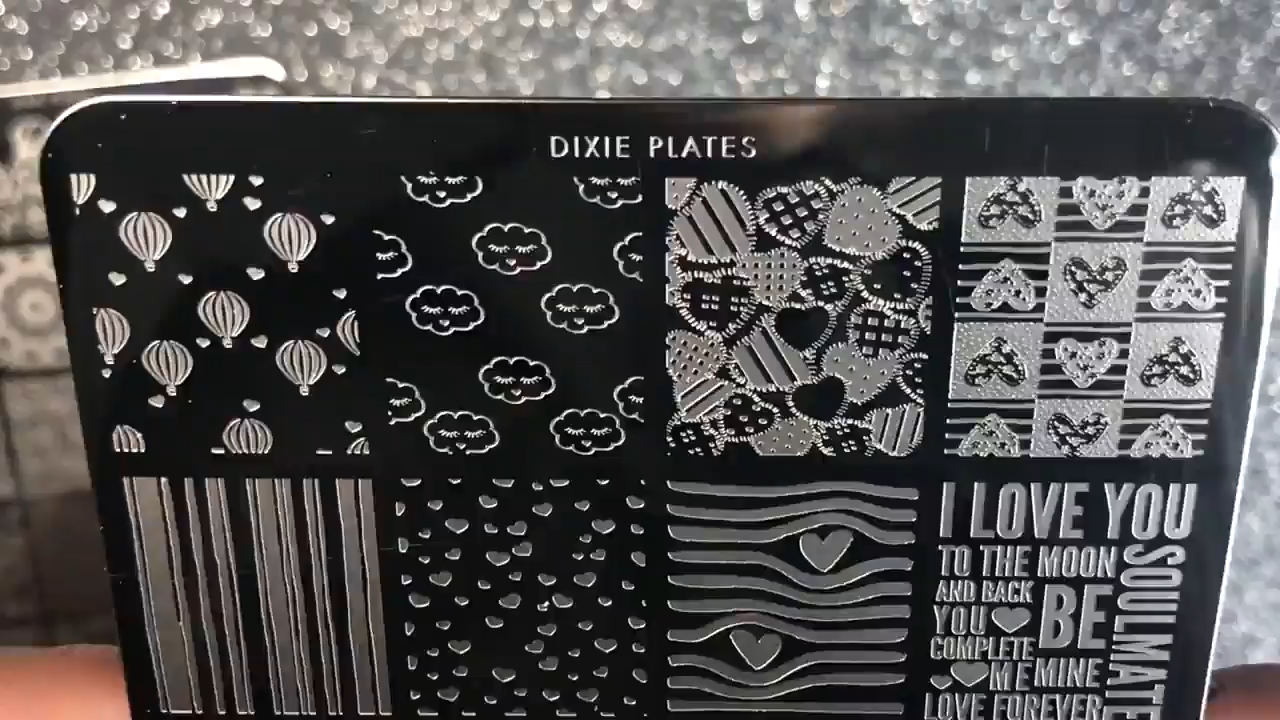 DIXIE PLATES
I LOVE YOU
TO THE MOON
AND BACK
YOU
COMPLETE
ME
BE
MINE
SOULMATE
LOVE FOREVER